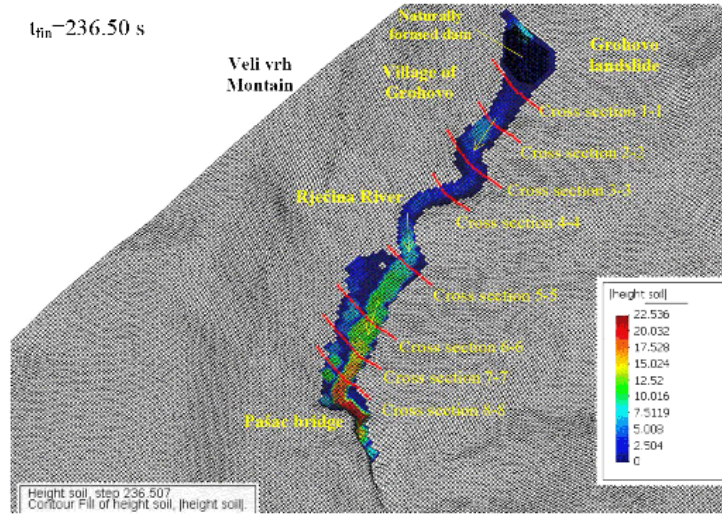 t_fin=236.50 s
Veli vrh
Montain
Naturally
formed dam
Grohovo
landslide
Village of
Grohovo
Cross section 1-1
Cross section 2-2
Cross section 3-3
Rječina River
Cross section 4-4
Cross section 5-5
Cross section 6-6
Cross section 7-7
Cross section 8-8
Pašac bridge
|height soil|
22.536
20.032
17.528
15.024
12.52
10.016
7.5119
5.008
2.504
0
Height soil, step 236.507
Contour Fill of height soil, |height soil|.